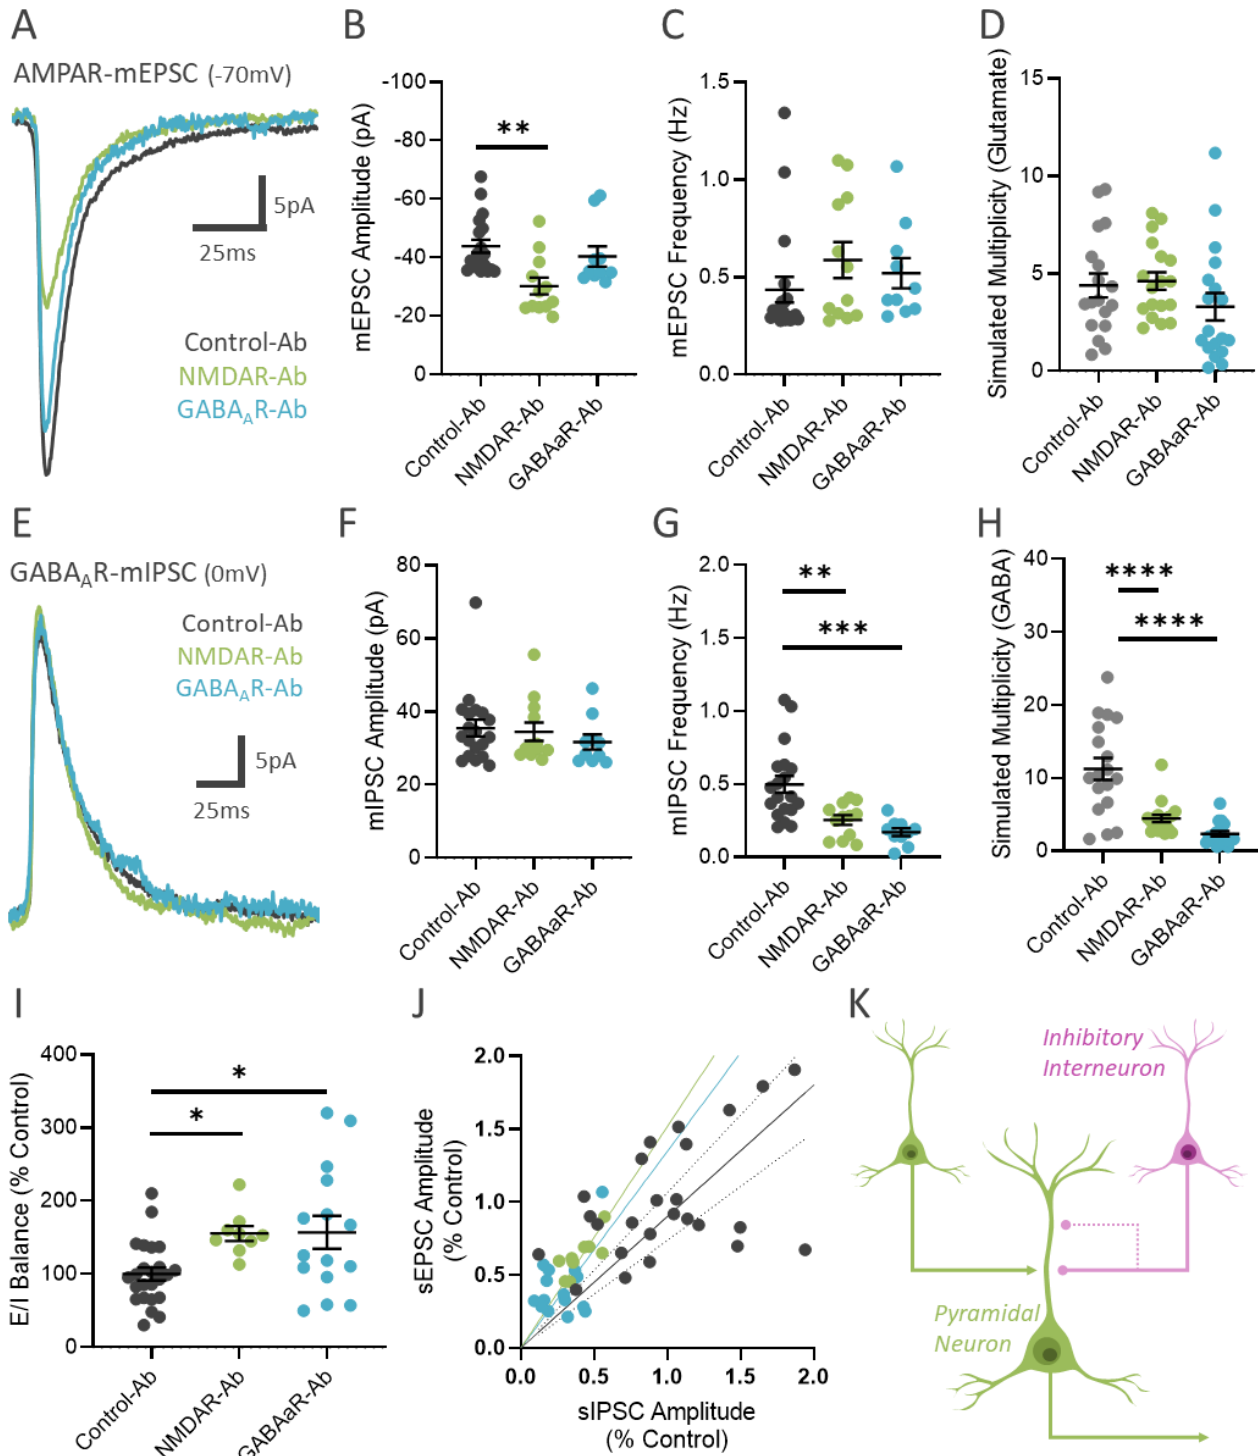 A
AMPAR-mEPSC (-70mV)
5pA
25ms
Control-Ab
NMDAR-Ab
GABAAR-Ab
B
mEPSC Amplitude (pA)
-100
-80
-60
-40
-20
0
**
Control-Ab
NMDAR-Ab
GABAaR-Ab
C
mEPSC Frequency (Hz)
1.5
1.0
0.5
0.0
Control-Ab
NMDAR-Ab
GABAaR-Ab
D
Simulated Multiplicity (Glutamate)
15
10
5
0
Control-Ab
NMDAR-Ab
GABAaR-Ab
E
GABAAR-mIPSC (0mV)
Control-Ab
NMDAR-Ab
GABAAR-Ab
5pA
25ms
F
mIPSC Amplitude (pA)
80
60
40
20
0
Control-Ab
NMDAR-Ab
GABAaR-Ab
G
mIPSC Frequency (Hz)
2.0
1.5
1.0
0.5
0.0
**
***
Control-Ab
NMDAR-Ab
GABAaR-Ab
H
Simulated Multiplicity (GABA)
40
30
20
10
0
****
****
Control-Ab
NMDAR-Ab
GABAaR-Ab
I
E/I Balance (% Control)
400
300
200
100
0
*
*
Control-Ab
NMDAR-Ab
GABAaR-Ab
J
sEPSC Amplitude
(% Control)
2.0
1.5
1.0
0.5
0.0
0.0 0.5 1.0 1.5 2.0
sIPSC Amplitude
(% Control)
K
Inhibitory
Interneuron
Pyramidal
Neuron